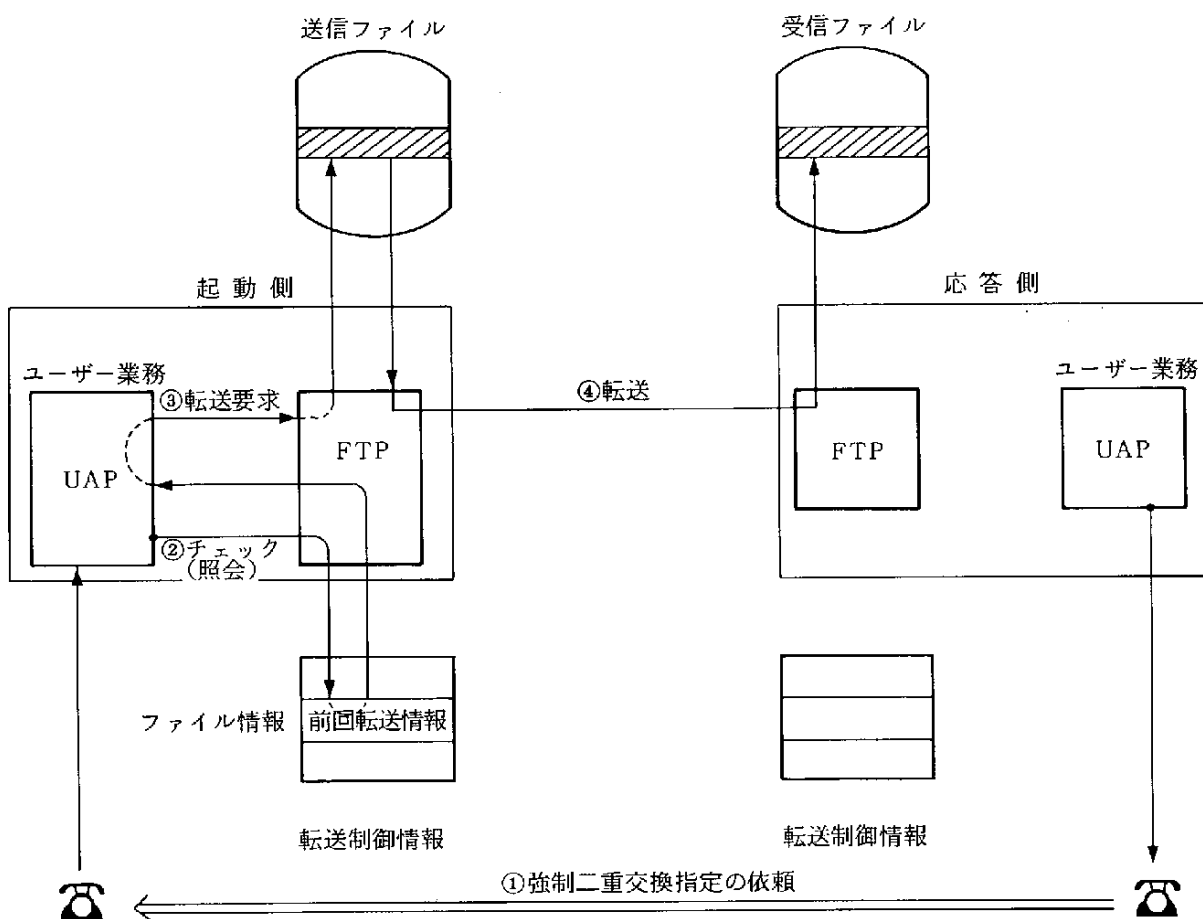 送信ファイル
受信ファイル
起動側
応答側
ユーザー業務
ユーザー業務
③転送要求
④転送
UAP
FTP
FTP
UAP
②チェック
(照会)
ファイル情報
前回転送情報
転送制御情報
転送制御情報
①強制二重交換指定の依頼